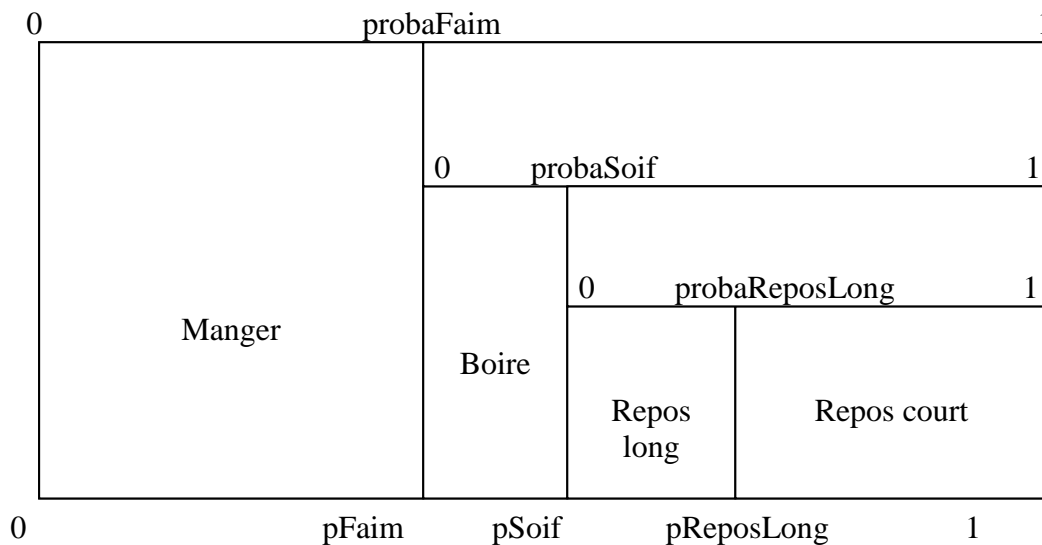 0 probaFaim 1
0 probaSoif 1
0 probaReposLong 1
Manger
Boire
Repos
long
Repos court
0 pFaim pSoif pReposLong 1